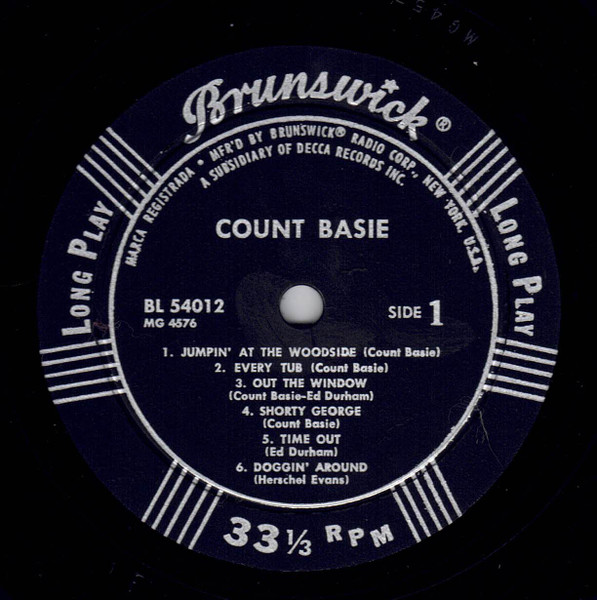 Brunswick®
MARCA REGISTRADA • MFR'D BY BRUNSWICK® RADIO CORP., NEW YORK, U.S.A.
A SUBSIDIARY OF DECCA RECORDS INC.
LONG PLAY
LONG PLAY
COUNT BASIE
BL 54012
MG 4576
SIDE 1
1. JUMPIN' AT THE WOODSIDE (Count Basie)
2. EVERY TUB (Count Basie)
3. OUT THE WINDOW
(Count Basie-Ed Durham)
4. SHORTY GEORGE
(Count Basie)
5. TIME OUT
(Ed Durham)
6. DOGGIN' AROUND
(Herschel Evans)
33 1/3 RPM